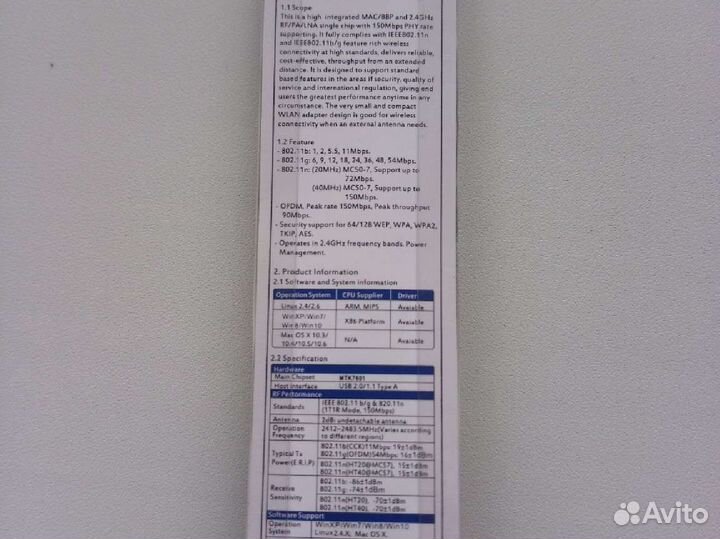 1.1 Scope
This is a high integrated MAC/BBP and 2.4GHz
RF/PA/LNA single chip with 150Mbps PHY rate
supporting. It fully complies with IEEE802.11n
and IEEE802.11b/g feature rich wireless
connectivity at high standards, delivers reliable,
cost-effective, throughput from an extended
distance. It is designed to support standard
based features in the areas if security, quality of
service and international regulation, giving end
users the greatest performance anytime in any
circumstance. The very small and compact
WLAN adapter design is good for wireless
connectivity when an external antenna needs.
1.2 Feature
- 802.11b: 1, 2, 5.5, 11Mbps.
- 802.11g: 6, 9, 12, 18, 24, 36, 48, 54Mbps.
- 802.11n: (20MHz) MCS0-7, Support up to
72Mbps.
(40MHz) MCS0-7, Support up to
150Mbps.
- OFDM, Peak rate 150Mbps, Peak throughput
90Mbps.
- Security support for 64/128 WEP, WPA, WPA2,
TKIP, AES.
- Operates in 2.4GHz frequency bands. Power
Management.
2. Product Information
2.1 Software and System information
Operation System CPU Supplier Driver
Linux 2.4/2.6 ARM, MIPS Avaiable
WinXP/Win7/
Win8/Win10 X86 Platform Avaiable
Mac OS X 10.3/
10.4/10.5/10.6 N/A Avaiable
2.2 Specification
Hardware
Main Chipset MTK7601
Host Interface USB 2.0/1.1 Type A
RF Performance
Standards IEEE 802.11 b/g & 820.11n
(1T1R Mode, 150Mbps)
Antenna 2dBi undetachable antenna
Operation Frequency 2412~2483.5MHz(Varies according
to different regions)
Typical Tx Power(E.R.I.P) 802.11b(CCK)11Mbps: 19±1dBm
802.11g(OFDM)54Mbps: 16±1dBm
802.11n(HT20@MCS7), 15±1dBm
802.11n(HT40@MCS7), 15±1dBm
Receive Sensitivity 802.11b: -86±1dBm
802.11g: -74±1dBm
802.11n(HT20), -70±1dBm
802.11n(HT40), -70±1dBm
Software Support
Operation System WinXP/Win7/Win8/Win10
Linux2.4.X; Mac OS X.
Avito